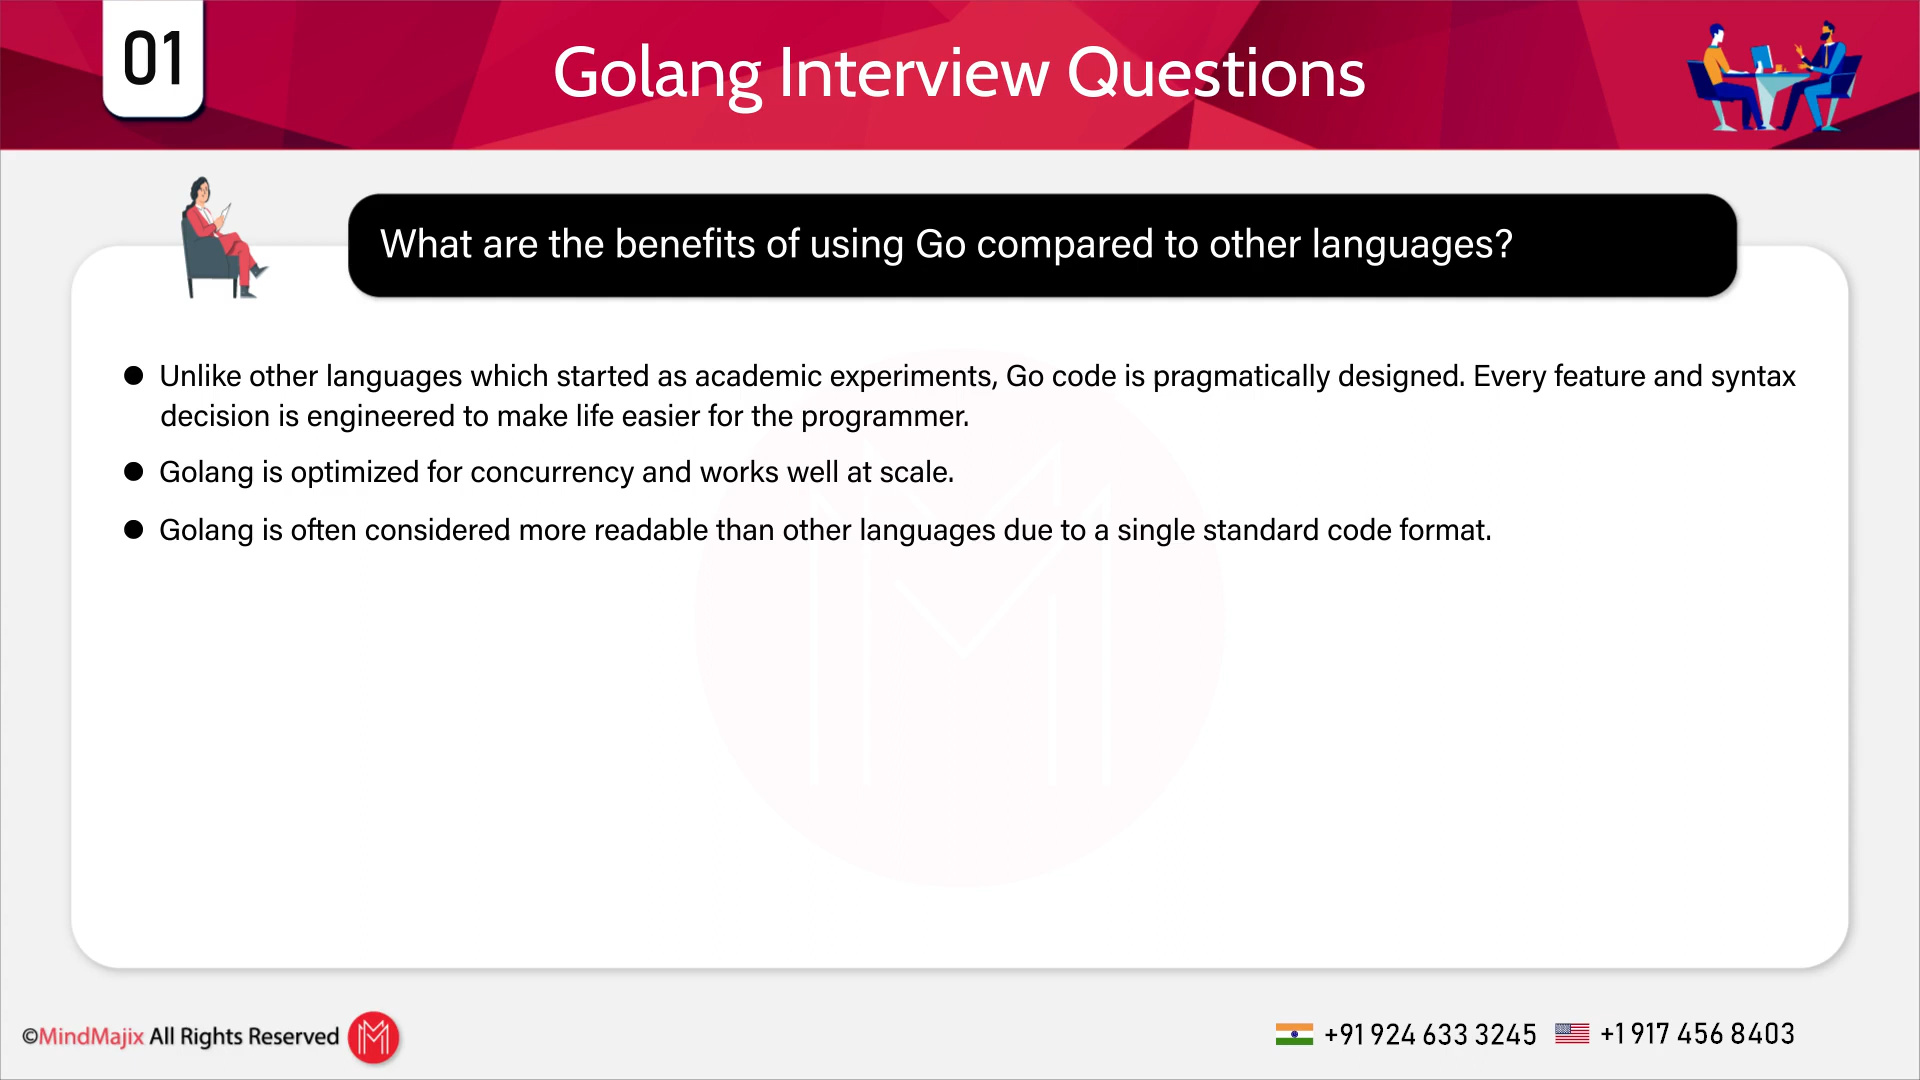 01
Golang Interview Questions
What are the benefits of using Go compared to other languages?
● Unlike other languages which started as academic experiments, Go code is pragmatically designed. Every feature and syntax
decision is engineered to make life easier for the programmer.
● Golang is optimized for concurrency and works well at scale.
● Golang is often considered more readable than other languages due to a single standard code format.
©MindMajix All Rights Reserved
+91 924 633 3245 +1 917 456 8403